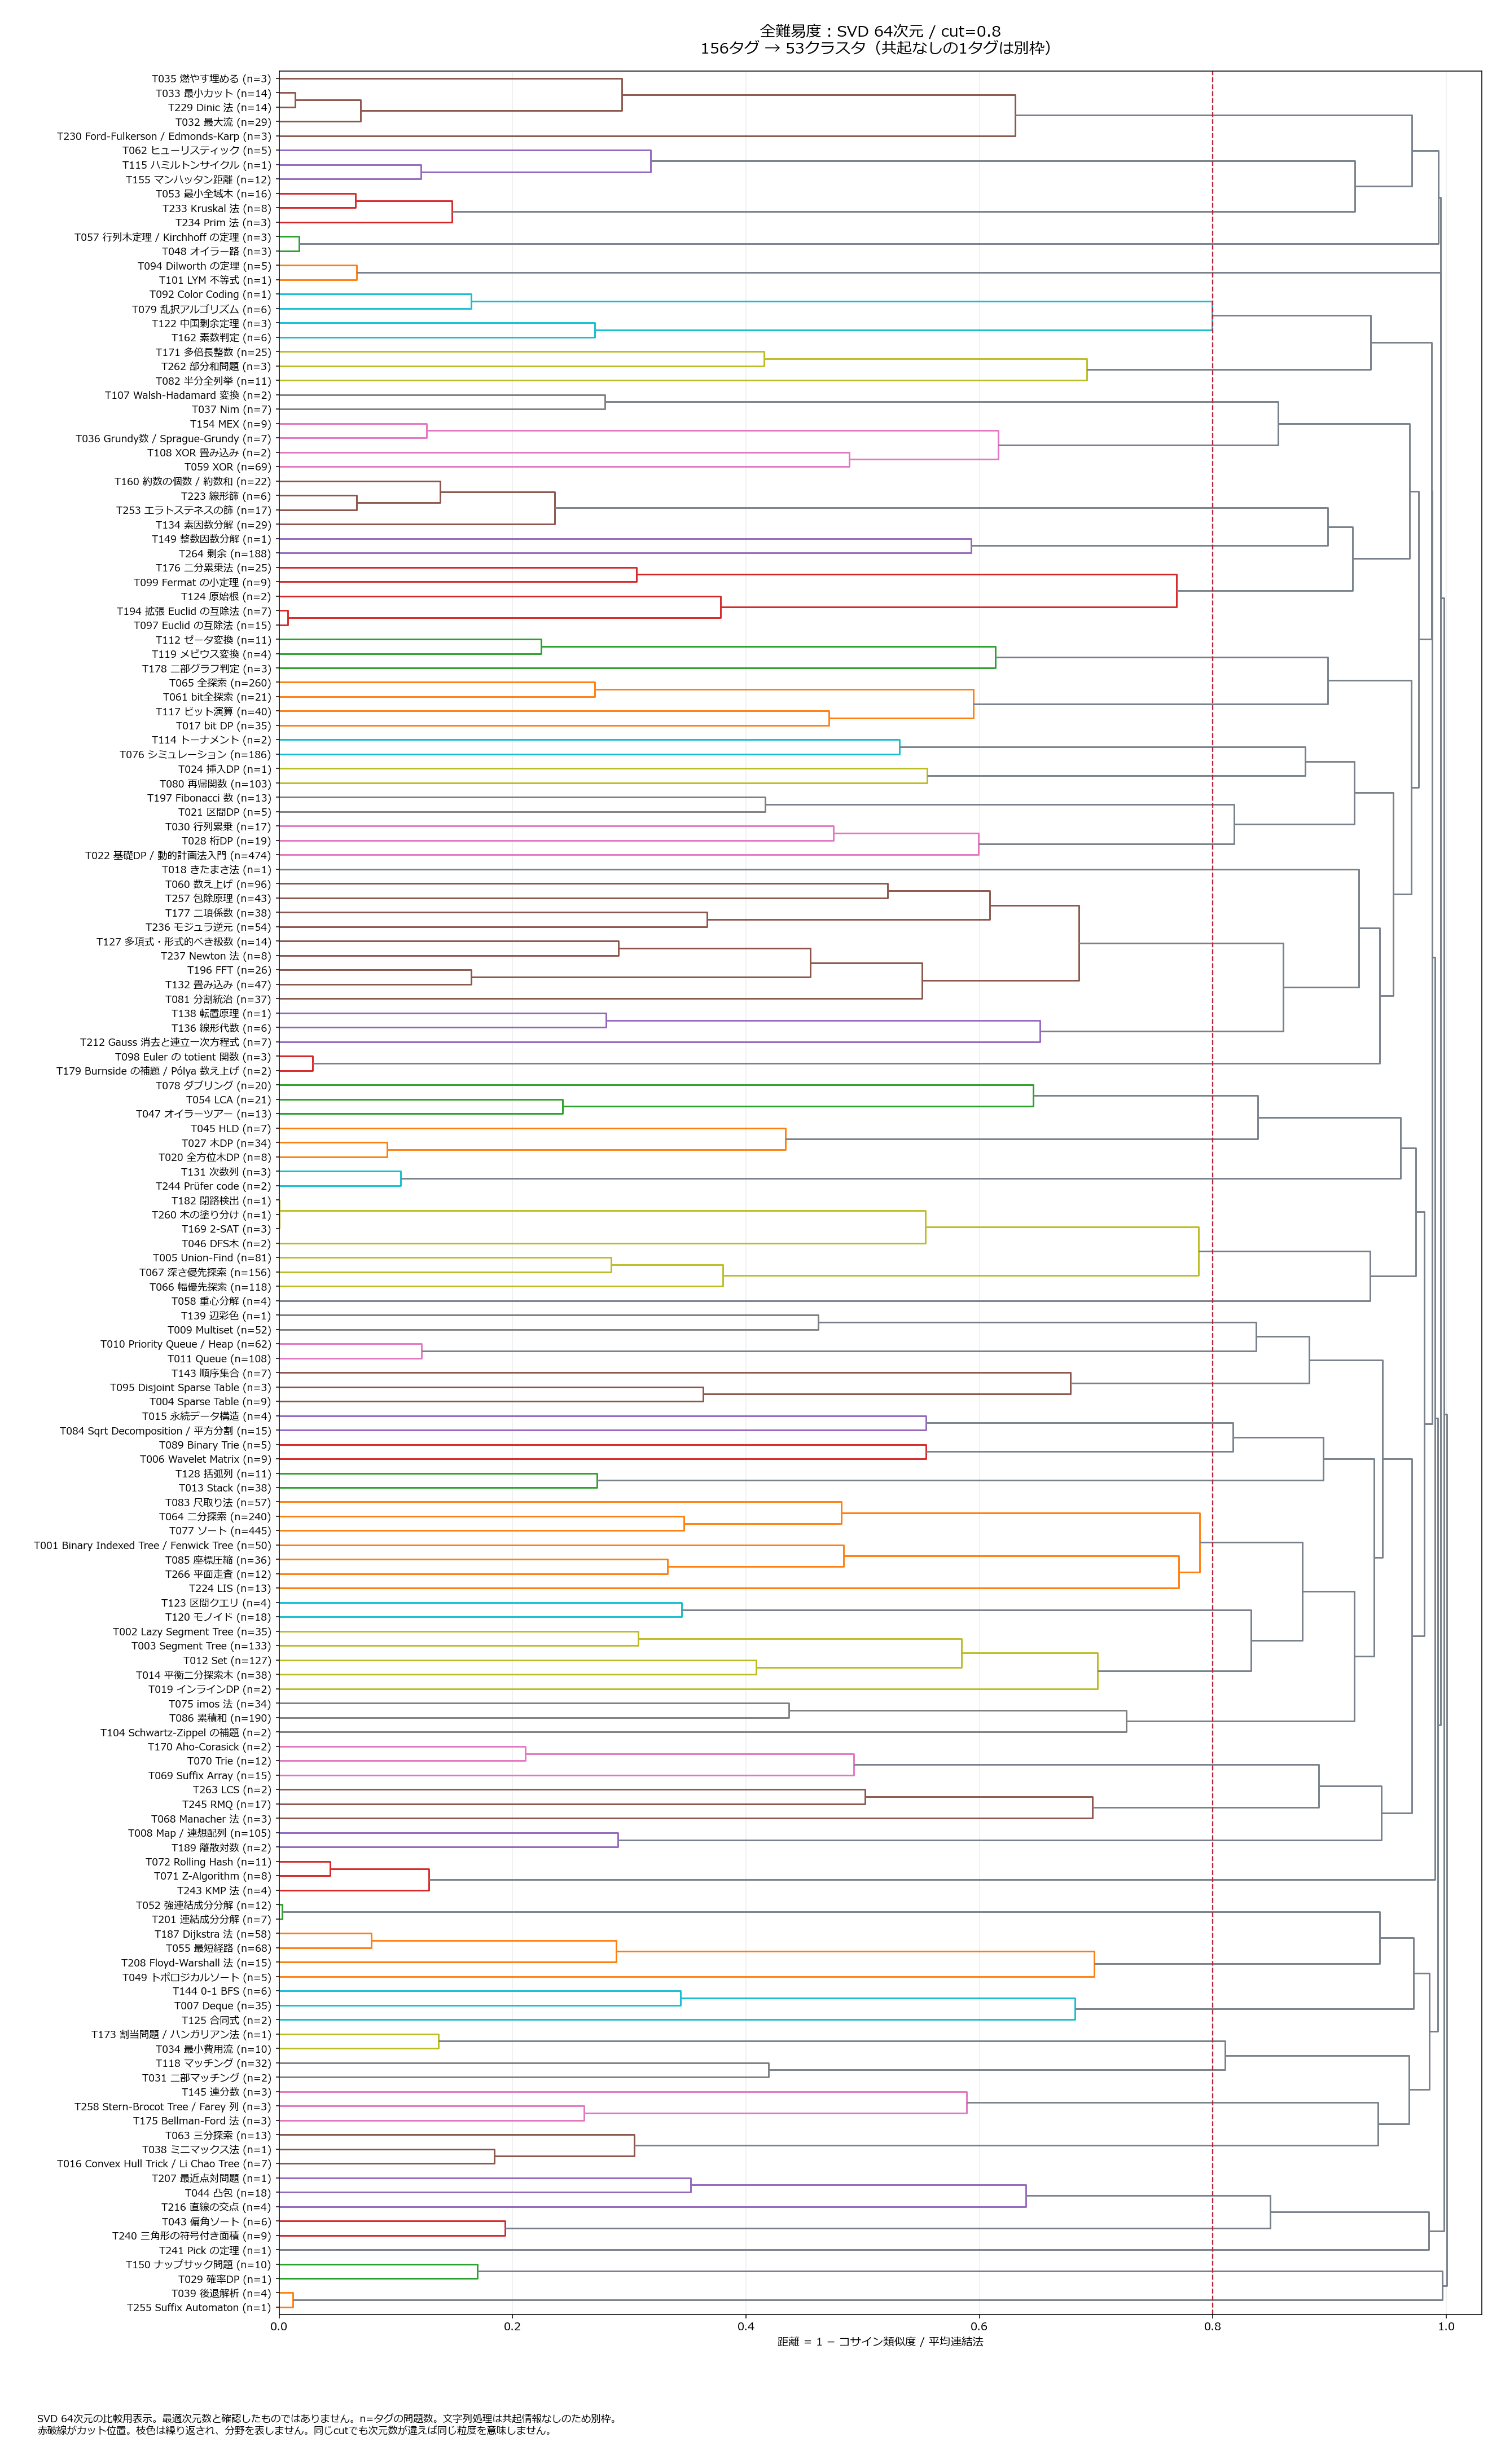 全難易度：SVD 64次元 / cut=0.8
156タグ → 53クラスタ（共起なしの1タグは別枠）
T035 燃やす埋める (n=3)
T033 最小カット (n=14)
T229 Dinic 法 (n=14)
T032 最大流 (n=29)
T230 Ford-Fulkerson / Edmonds-Karp (n=3)
T062 ヒューリスティック (n=5)
T115 ハミルトンサイクル (n=1)
T155 マンハッタン距離 (n=12)
T053 最小全域木 (n=16)
T233 Kruskal 法 (n=8)
T234 Prim 法 (n=3)
T057 行列木定理 / Kirchhoff の定理 (n=3)
T048 オイラー路 (n=3)
T094 Dilworth の定理 (n=5)
T101 LYM 不等式 (n=1)
T092 Color Coding (n=1)
T079 乱択アルゴリズム (n=6)
T122 中国剰余定理 (n=3)
T162 素数判定 (n=6)
T171 多倍長整数 (n=25)
T262 部分和問題 (n=3)
T082 半分全列挙 (n=11)
T107 Walsh-Hadamard 変換 (n=2)
T037 Nim (n=7)
T154 MEX (n=9)
T036 Grundy数 / Sprague-Grundy (n=7)
T108 XOR 畳み込み (n=2)
T059 XOR (n=69)
T160 約数の個数 / 約数和 (n=22)
T223 線形篩 (n=6)
T253 エラトステネスの篩 (n=17)
T134 素因数分解 (n=29)
T149 整数因数分解 (n=1)
T264 剰余 (n=188)
T176 二分累乗法 (n=25)
T099 Fermat の小定理 (n=9)
T124 原始根 (n=2)
T194 拡張 Euclid の互除法 (n=7)
T097 Euclid の互除法 (n=15)
T112 ゼータ変換 (n=11)
T119 メビウス変換 (n=4)
T178 二部グラフ判定 (n=3)
T065 全探索 (n=260)
T061 bit全探索 (n=21)
T117 ビット演算 (n=40)
T017 bit DP (n=35)
T114 トーナメント (n=2)
T076 シミュレーション (n=186)
T024 挿入DP (n=1)
T080 再帰関数 (n=103)
T197 Fibonacci 数 (n=13)
T021 区間DP (n=5)
T030 行列累乗 (n=17)
T028 桁DP (n=19)
T022 基礎DP / 動的計画法入門 (n=474)
T018 きたまさ法 (n=1)
T060 数え上げ (n=96)
T257 包除原理 (n=43)
T177 二項係数 (n=38)
T236 モジュラ逆元 (n=54)
T127 多項式・形式的べき級数 (n=14)
T237 Newton 法 (n=8)
T196 FFT (n=26)
T132 畳み込み (n=47)
T081 分割統治 (n=37)
T138 転置原理 (n=1)
T136 線形代数 (n=6)
T212 Gauss 消去と連立一次方程式 (n=7)
T098 Euler の totient 関数 (n=3)
T179 Burnside の補題 / Pólya 数え上げ (n=2)
T078 ダブリング (n=20)
T054 LCA (n=21)
T047 オイラーツアー (n=13)
T045 HLD (n=7)
T027 木DP (n=34)
T020 全方位木DP (n=8)
T131 次数列 (n=3)
T244 Prüfer code (n=2)
T182 閉路検出 (n=1)
T260 木の塗り分け (n=1)
T169 2-SAT (n=3)
T046 DFS木 (n=2)
T005 Union-Find (n=81)
T067 深さ優先探索 (n=156)
T066 幅優先探索 (n=118)
T058 重心分解 (n=4)
T139 辺彩色 (n=1)
T009 Multiset (n=52)
T010 Priority Queue / Heap (n=62)
T011 Queue (n=108)
T143 順序集合 (n=7)
T095 Disjoint Sparse Table (n=3)
T004 Sparse Table (n=9)
T015 永続データ構造 (n=4)
T084 Sqrt Decomposition / 平方分割 (n=15)
T089 Binary Trie (n=5)
T006 Wavelet Matrix (n=9)
T128 括弧列 (n=11)
T013 Stack (n=38)
T083 尺取り法 (n=57)
T064 二分探索 (n=240)
T077 ソート (n=445)
T001 Binary Indexed Tree / Fenwick Tree (n=50)
T085 座標圧縮 (n=36)
T266 平面走査 (n=12)
T224 LIS (n=13)
T123 区間クエリ (n=4)
T120 モノイド (n=18)
T002 Lazy Segment Tree (n=35)
T003 Segment Tree (n=133)
T012 Set (n=127)
T014 平衡二分探索木 (n=38)
T019 インラインDP (n=2)
T075 imos 法 (n=34)
T086 累積和 (n=190)
T104 Schwartz-Zippel の補題 (n=2)
T170 Aho-Corasick (n=2)
T070 Trie (n=12)
T069 Suffix Array (n=15)
T263 LCS (n=2)
T245 RMQ (n=17)
T068 Manacher 法 (n=3)
T008 Map / 連想配列 (n=105)
T189 離散対数 (n=2)
T072 Rolling Hash (n=11)
T071 Z-Algorithm (n=8)
T243 KMP 法 (n=4)
T052 強連結成分分解 (n=12)
T201 連結成分分解 (n=7)
T187 Dijkstra 法 (n=58)
T055 最短経路 (n=68)
T208 Floyd-Warshall 法 (n=15)
T049 トポロジカルソート (n=5)
T144 0-1 BFS (n=6)
T007 Deque (n=35)
T125 合同式 (n=2)
T173 割当問題 / ハンガリアン法 (n=1)
T034 最小費用流 (n=10)
T118 マッチング (n=32)
T031 二部マッチング (n=2)
T145 連分数 (n=3)
T258 Stern-Brocot Tree / Farey 列 (n=3)
T175 Bellman-Ford 法 (n=3)
T063 三分探索 (n=13)
T038 ミニマックス法 (n=1)
T016 Convex Hull Trick / Li Chao Tree (n=7)
T207 最近点対問題 (n=1)
T044 凸包 (n=18)
T216 直線の交点 (n=4)
T043 偏角ソート (n=6)
T240 三角形の符号付き面積 (n=9)
T241 Pick の定理 (n=1)
T150 ナップサック問題 (n=10)
T029 確率DP (n=1)
T039 後退解析 (n=4)
T255 Suffix Automaton (n=1)
0.0 0.2 0.4 0.6 0.8 1.0
距離 = 1 − コサイン類似度 / 平均連結法
SVD 64次元の比較用表示。最適次元数と確認したものではありません。n=タグの問題数。文字列処理は共起情報なしのため別枠。
赤破線がカット位置。枝色は繰り返され、分野を表しません。同じcutでも次元数が違えば同じ粒度を意味しません。